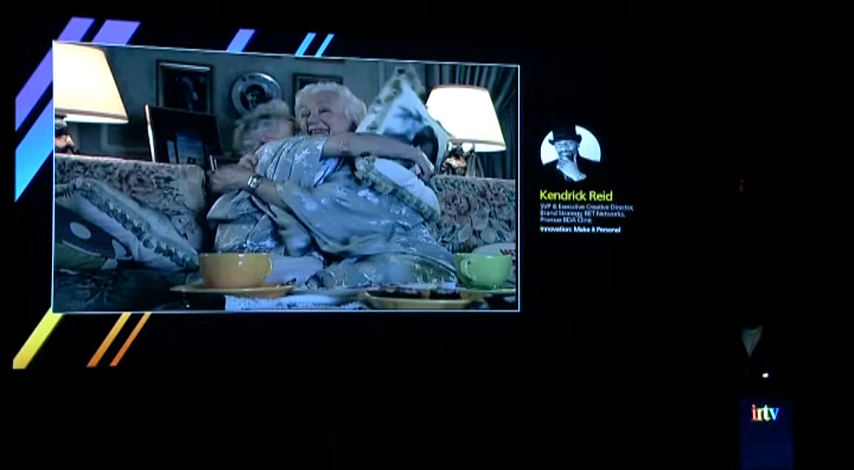 Kendrick Reid
SVP & Executive Creative Director,
Brand Strategy, BET Networks,
Promax BDA Clinic
Innovation: Make it Personal
irtv